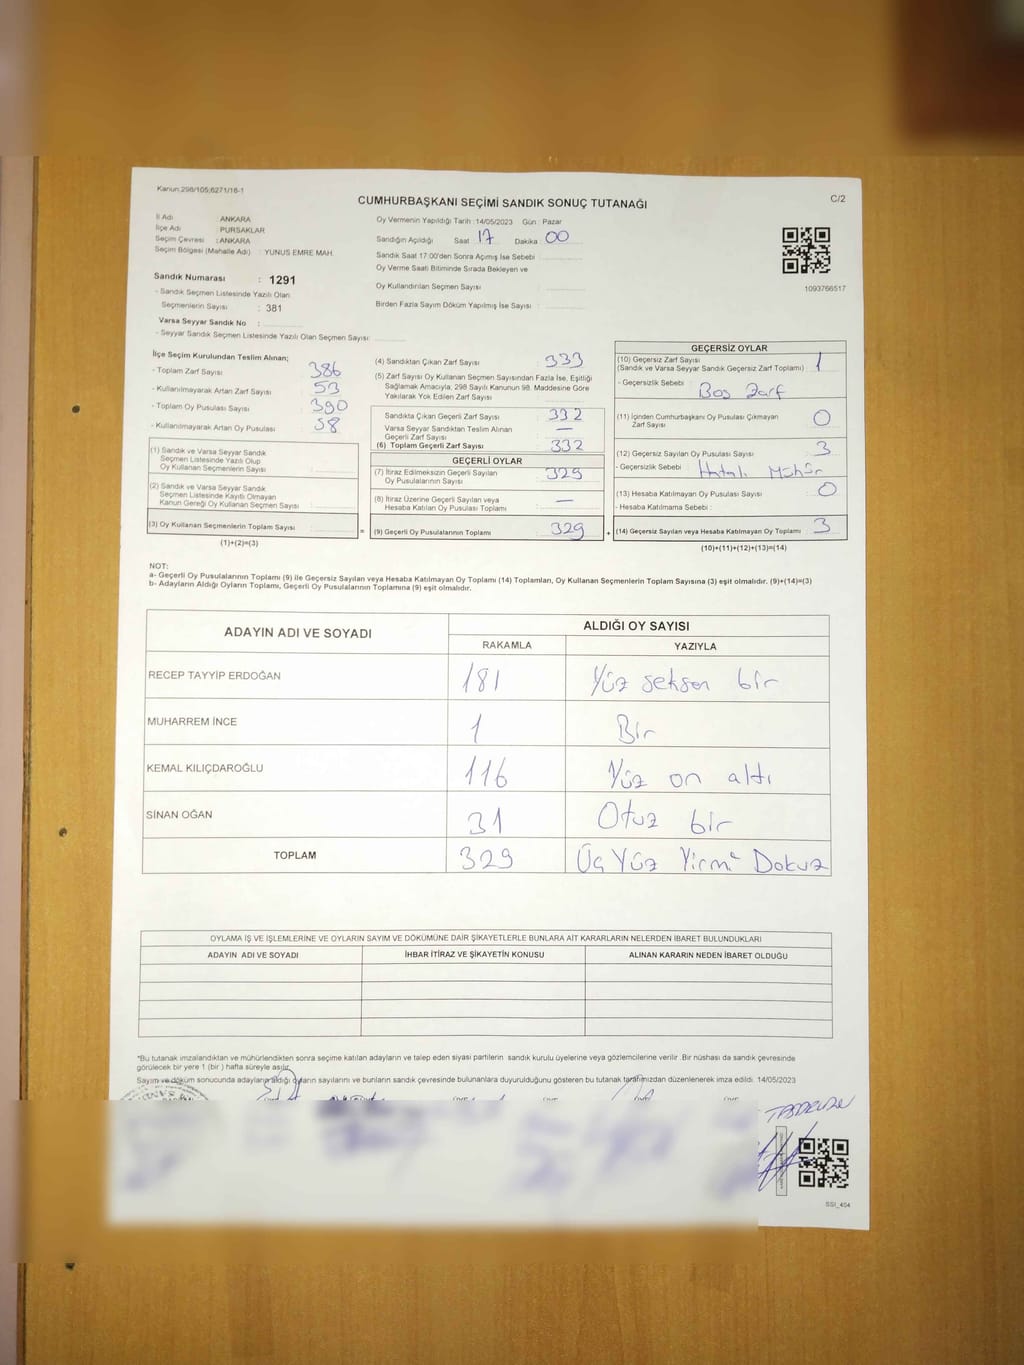 Kanun:298/105;6271/16-1
CUMHURBAŞKANI SEÇİMİ SANDIK SONUÇ TUTANAĞI
C/2
İl Adı : ANKARA
İlçe Adı : PURSAKLAR
Seçim Çevresi : ANKARA
Seçim Bölgesi (Mahalle Adı) : YUNUS EMRE MAH.
Oy Vermenin Yapıldığı Tarih : 14/05/2023 Gün : Pazar
Sandığın Açıldığı Saat 17 Dakika : 00
Sandık Saat 17:00'den Sonra Açımış İse Sebebi :
Oy Verme Saati Bitiminde Sırada Bekleyen ve
Oy Kullandırılan Seçmen Sayısı :
Birden Fazla Sayım Döküm Yapılmış İse Sayısı :
1093766517
Sandık Numarası : 1291
- Sandık Seçmen Listesinde Yazılı Olan
Seçmenlerin Sayısı : 381
Varsa Seyyar Sandık No :
- Seyyar Sandık Seçmen Listesinde Yazılı Olan Seçmen Sayısı :
İlçe Seçim Kurulundan Teslim Alınan;
- Toplam Zarf Sayısı : 386
- Kullanılmayarak Artan Zarf Sayısı : 53
- Toplam Oy Pusulası Sayısı : 390
- Kullanılmayarak Artan Oy Pusulası : 58
(1) Sandık ve Varsa Seyyar Sandık
Seçmen Listesinde Yazılı Olup
Oy Kullanan Seçmenlerin Sayısı :
(2) Sandık ve Varsa Seyyar Sandık
Seçmen Listesinde Kayıtlı Olmayan
Kanun Gereği Oy Kullanan Seçmen Sayısı :
(3) Oy Kullanan Seçmenlerin Toplam Sayısı :
(1)+(2)=(3)
(4) Sandıktan Çıkan Zarf Sayısı : 333
(5) Zarf Sayısı Oy Kullanan Seçmen Sayısından Fazla İse, Eşitliği
Sağlamak Amacıyla, 298 Sayılı Kanunun 98. Maddesine Göre
Yakılarak Yok Edilen Zarf Sayısı :
Sandıkta Çıkan Geçerli Zarf Sayısı : 332
Varsa Seyyar Sandıktan Teslim Alınan
Geçerli Zarf Sayısı : —
(6) Toplam Geçerli Zarf Sayısı : 332
GEÇERLİ OYLAR
(7) İtiraz Edilmeksizin Geçerli Sayılan
Oy Pusulalarının Sayısı : 329
(8) İtiraz Üzerine Geçerli Sayılan veya
Hesaba Katılan Oy Pusulası Toplamı : —
= (9) Geçerli Oy Pusulalarının Toplamı : 329 +
GEÇERSİZ OYLAR
(10) Geçersiz Zarf Sayısı
(Sandık ve Varsa Seyyar Sandık Geçersiz Zarf Toplamı) : 1
- Geçersizlik Sebebi : Boş Zarf
(11) İçinden Cumhurbaşkanı Oy Pusulası Çıkmayan
Zarf Sayısı : 0
(12) Geçersiz Sayılan Oy Pusulası Sayısı : 3
- Geçersizlik Sebebi : Hatalı Mühür
(13) Hesaba Katılmayan Oy Pusulası Sayısı : 0
- Hesaba Katılmama Sebebi :
(14) Geçersiz Sayılan veya Hesaba Katılmayan Oy Toplamı : 3
(10)+(11)+(12)+(13)=(14)
NOT:
a- Geçerli Oy Pusulalarının Toplamı (9) ile Geçersiz Sayılan veya Hesaba Katılmayan Oy Toplamı (14) Toplamları, Oy Kullanan Seçmenlerin Toplam Sayısına (3) eşit olmalıdır. (9)+(14)=(3)
b- Adayların Aldığı Oyların Toplamı, Geçerli Oy Pusulalarının Toplamına (9) eşit olmalıdır.
ADAYIN ADI VE SOYADI
ALDIĞI OY SAYISI
RAKAMLA YAZIYLA
RECEP TAYYİP ERDOĞAN 181 Yüz seksen bir
MUHARREM İNCE 1 Bir
KEMAL KILIÇDAROĞLU 116 Yüz on altı
SİNAN OĞAN 31 Otuz bir
TOPLAM 329 Üç Yüz Yirmi Dokuz
OYLAMA İŞ VE İŞLEMLERİNE VE OYLARIN SAYIM VE DÖKÜMÜNE DAİR ŞİKAYETLERLE BUNLARA AİT KARARLARIN NELERDEN İBARET BULUNDUKLARI
ADAYIN ADI VE SOYADI İHBAR İTİRAZ VE ŞİKAYETİN KONUSU ALINAN KARARIN NEDEN İBARET OLDUĞU
*Bu tutanak imzalandıktan ve mühürlendikten sonra seçime katılan adayların ve talep eden siyasi partilerin sandık kurulu üyelerine veya gözlemcilerine verilir .Bir nüshası da sandık çevresinde
görülecek bir yere 1 (bir ) hafta süreyle asılır.
Sayım ve döküm sonucunda adayların aldığı oyların sayılarını ve bunların sandık çevresinde bulunanlara duyurulduğunu gösteren bu tutanak tarafımızdan düzenlenerek imza edildi. 14/05/2023
SSI_404